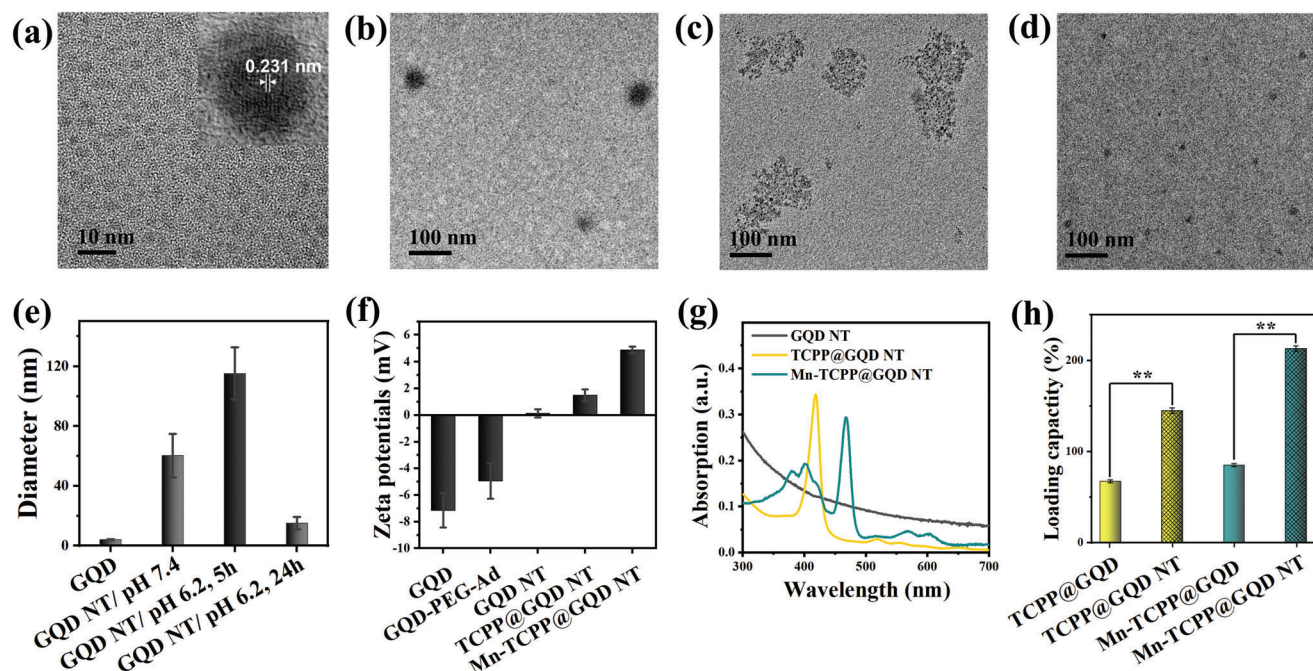 (a)
0.231 nm
10 nm
(b)
100 nm
(c)
100 nm
(d)
100 nm
(e)
Diameter (nm)
160
120
80
40
0
GQD
GQD NT/ pH 7.4
GQD NT/ pH 6.2, 5h
GQD NT/ pH 6.2, 24h
(f)
Zeta potentials (mV)
6
4
2
0
-2
-4
-6
-8
-10
GQD
GQD-PEG-Ad
GQD NT
TCPP@GQD NT
Mn-TCPP@GQD NT
(g)
GQD NT
TCPP@GQD NT
Mn-TCPP@GQD NT
Absorption (a.u.)
0.4
0.3
0.2
0.1
0.0
300
400
500
600
700
Wavelength (nm)
(h)
Loading capactity (%)
200
100
0
**
**
TCPP@GQD
TCPP@GQD NT
Mn-TCPP@GQD
Mn-TCPP@GQD NT